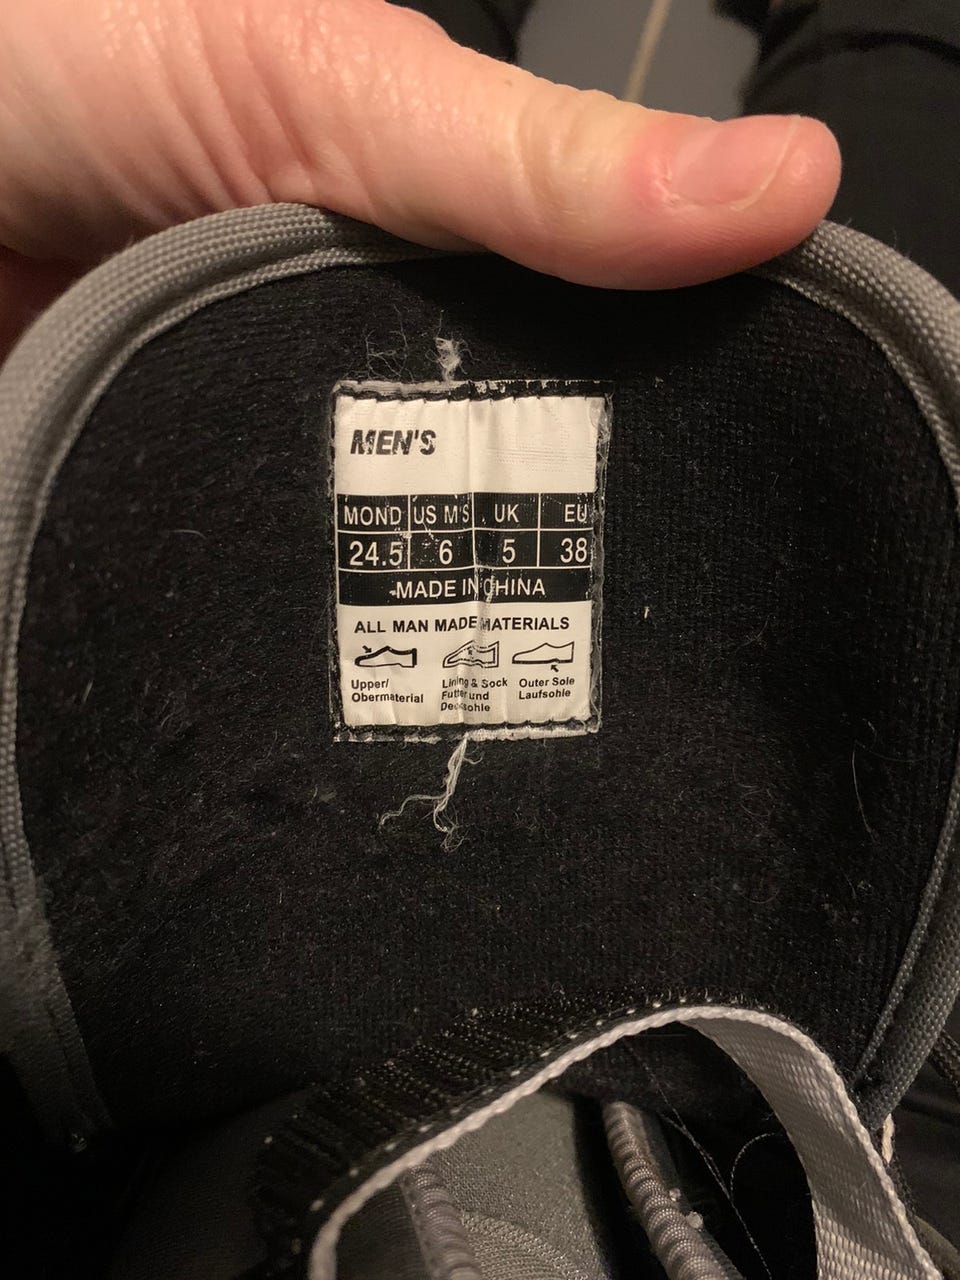 MEN'S
MOND US M'S UK EU
24.5 6 5 38
MADE IN CHINA
ALL MAN MADE MATERIALS
Upper/ Lining & Sock Outer Sole
Obermaterial Futter und Laufsohle
Decksohle